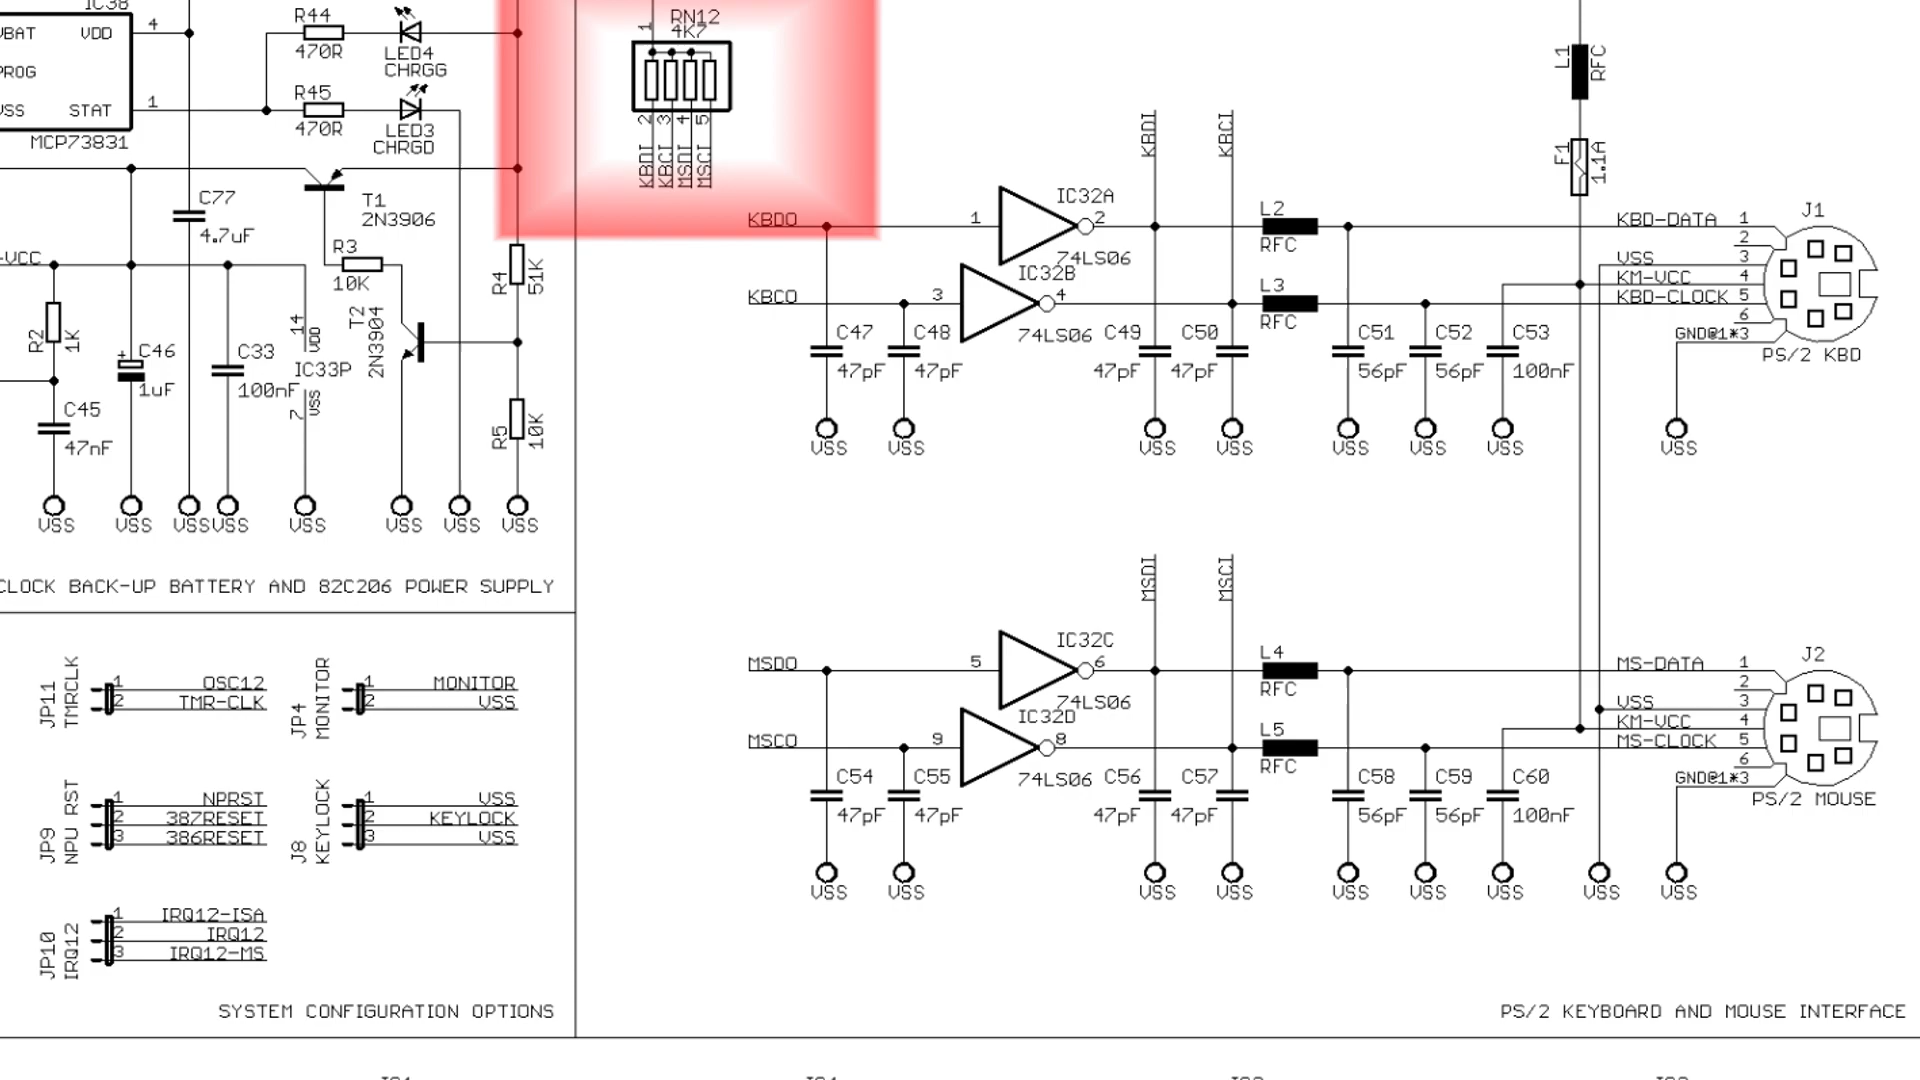 IC38
VBAT VDD 4
PROG
VSS STAT 1
MCP73831
R44
470R
LED4
CHRGG
R45
470R
LED3
CHRGD
C77
4.7uF
T1
2N3906
R3
10K
T2
2N3904
R4
51K
R5
10K
-VCC
R2
1K
C46
+
1uF
C33
100nF
14
VDD
IC33P
7
VSS
C45
47nF
VSS VSS VSS VSS VSS VSS VSS VSS
CLOCK BACK-UP BATTERY AND 82C206 POWER SUPPLY
JP11
TMRCLK
1 OSC12
2 TMR-CLK
JP4
MONITOR
1 MONITOR
2 VSS
JP9
NPU RST
1 NPRST
2 387RESET
3 386RESET
J8
KEYLOCK
1 VSS
2 KEYLOCK
3 VSS
JP10
IRQ12
1 IRQ12-ISA
2 IRQ12
3 IRQ12-MS
SYSTEM CONFIGURATION OPTIONS
RN12
4K7
1
2 3 4 5
KBDI
KBCI
MSDI
MSCI
KBDO
1
IC32A
2
74LS06
KBCO
3
IC32B
4
74LS06
KBDI
KBCI
L2
RFC
L3
RFC
L1
RFC
F1
1.1A
C47
47pF
C48
47pF
C49
47pF
C50
47pF
C51
56pF
C52
56pF
C53
100nF
KBD-DATA 1
2
VSS 3
KM-VCC 4
KBD-CLOCK 5
6
GND@1*3
J1
PS/2 KBD
VSS VSS VSS VSS VSS VSS VSS VSS
MSDI
MSCI
MSDO
5
IC32C
6
74LS06
MSCO
9
IC32D
8
74LS06
L4
RFC
L5
RFC
C54
47pF
C55
47pF
C56
47pF
C57
47pF
C58
56pF
C59
56pF
C60
100nF
MS-DATA 1
2
VSS 3
KM-VCC 4
MS-CLOCK 5
6
GND@1*3
J2
PS/2 MOUSE
VSS VSS VSS VSS VSS VSS VSS VSS VSS
PS/2 KEYBOARD AND MOUSE INTERFACE